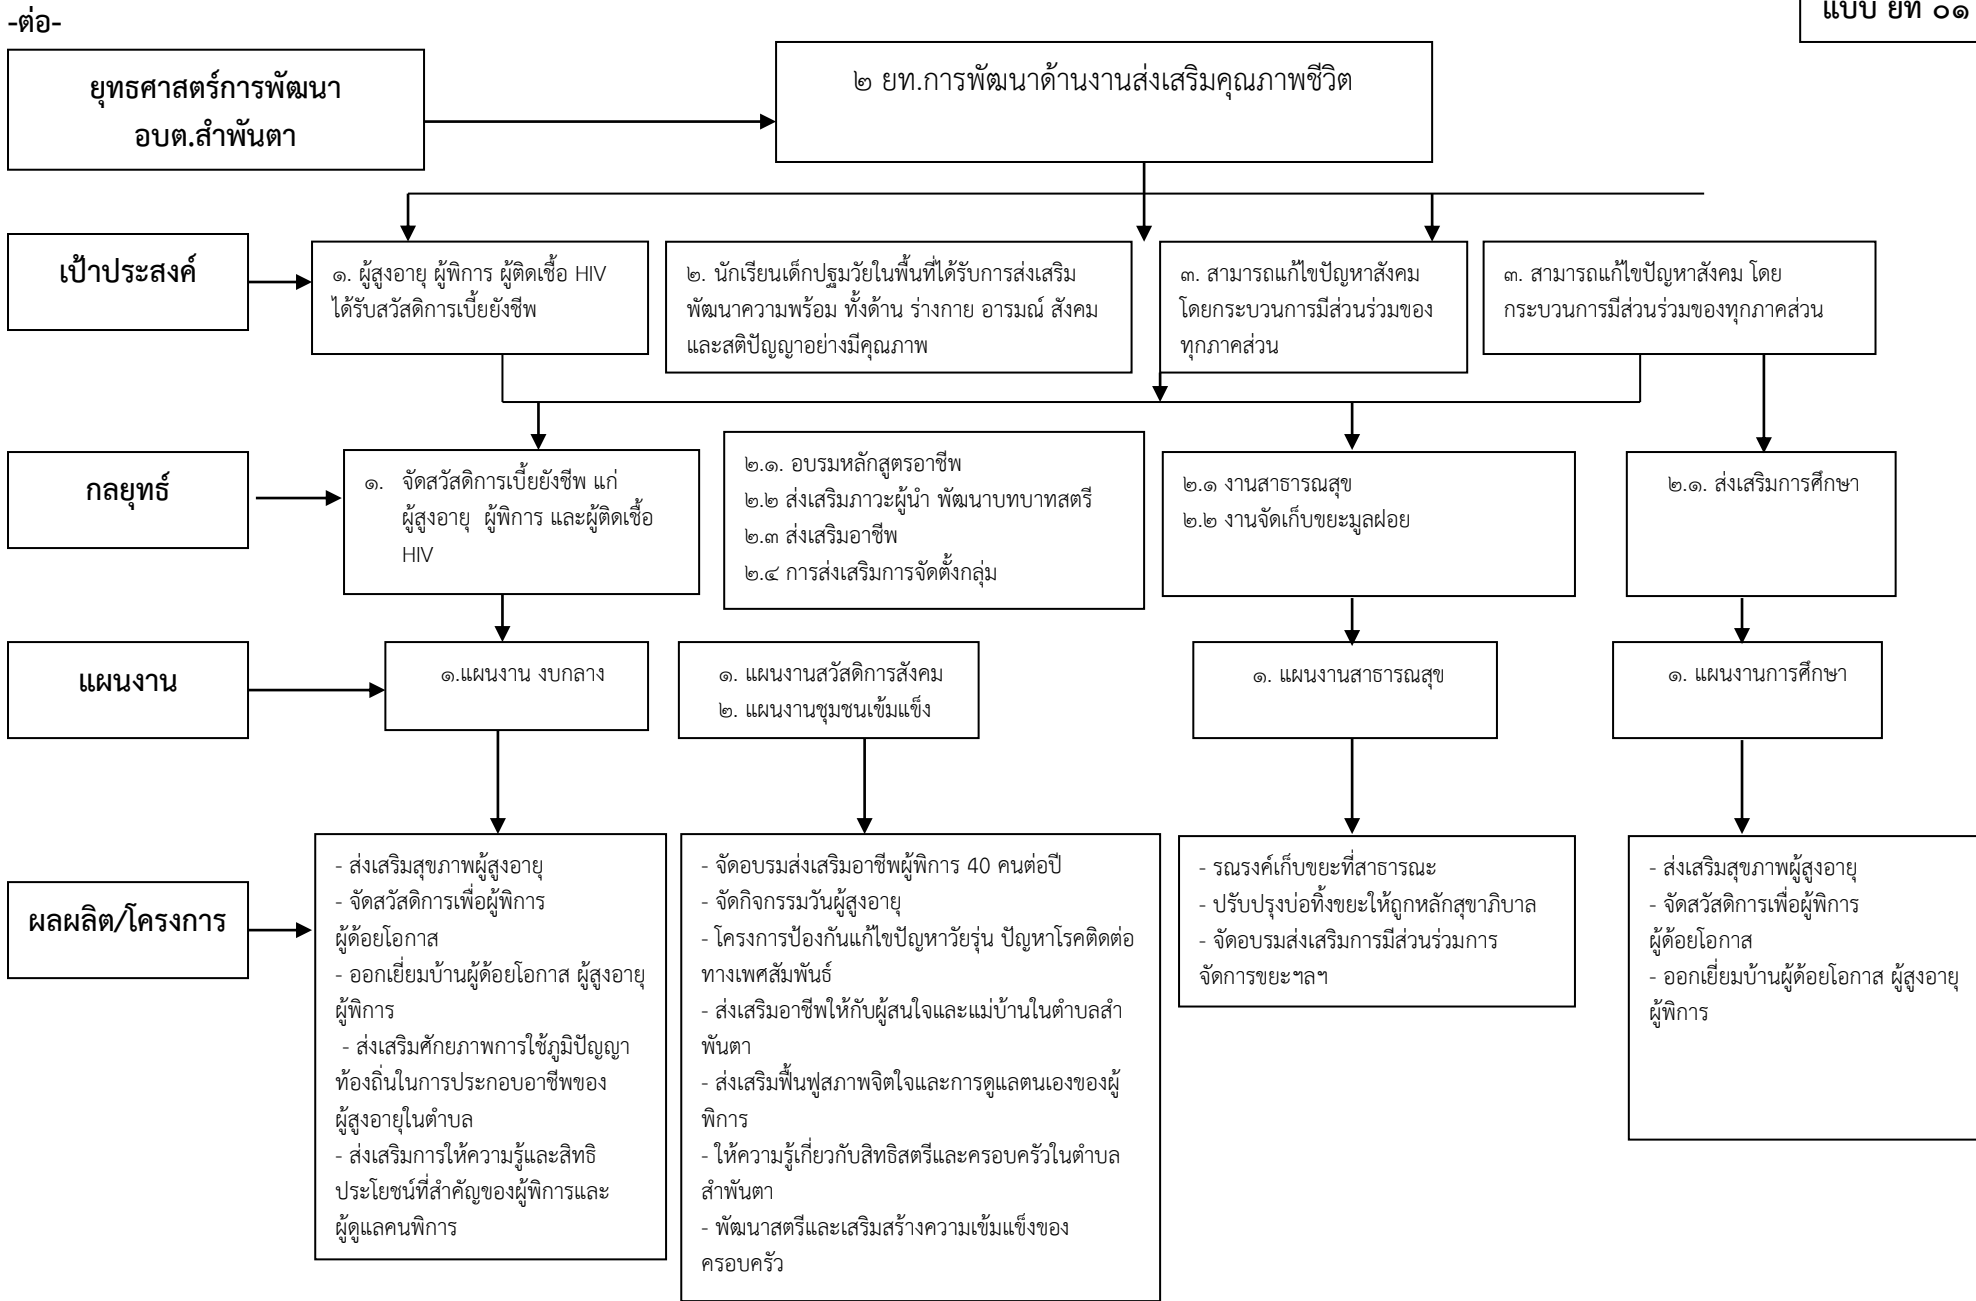 -ต่อ-
แบบ ยท ๐๑
ยุทธศาสตร์การพัฒนา
อบต.สำพันตา
๒ ยท.การพัฒนาด้านงานส่งเสริมคุณภาพชีวิต
เป้าประสงค์
๑. ผู้สูงอายุ ผู้พิการ ผู้ติดเชื้อ HIV
ได้รับสวัสดิการเบี้ยยังชีพ
๒. นักเรียนเด็กปฐมวัยในพื้นที่ได้รับการส่งเสริม
พัฒนาความพร้อม ทั้งด้าน ร่างกาย อารมณ์ สังคม
และสติปัญญาอย่างมีคุณภาพ
๓. สามารถแก้ไขปัญหาสังคม
โดยกระบวนการมีส่วนร่วมของ
ทุกภาคส่วน
๓. สามารถแก้ไขปัญหาสังคม โดย
กระบวนการมีส่วนร่วมของทุกภาคส่วน
กลยุทธ์
๑. จัดสวัสดิการเบี้ยยังชีพ แก่
ผู้สูงอายุ ผู้พิการ และผู้ติดเชื้อ
HIV
๒.๑. อบรมหลักสูตรอาชีพ
๒.๒ ส่งเสริมภาวะผู้นำ พัฒนาบทบาทสตรี
๒.๓ ส่งเสริมอาชีพ
๒.๔ การส่งเสริมการจัดตั้งกลุ่ม
๒.๑ งานสาธารณสุข
๒.๒ งานจัดเก็บขยะมูลฝอย
๒.๑. ส่งเสริมการศึกษา
แผนงาน
๑.แผนงาน งบกลาง
๑. แผนงานสวัสดิการสังคม
๒. แผนงานชุมชนเข้มแข็ง
๑. แผนงานสาธารณสุข
๑. แผนงานการศึกษา
ผลผลิต/โครงการ
- ส่งเสริมสุขภาพผู้สูงอายุ
- จัดสวัสดิการเพื่อผู้พิการ
ผู้ด้อยโอกาส
- ออกเยี่ยมบ้านผู้ด้อยโอกาส ผู้สูงอายุ
ผู้พิการ
- ส่งเสริมศักยภาพการใช้ภูมิปัญญา
ท้องถิ่นในการประกอบอาชีพของ
ผู้สูงอายุในตำบล
- ส่งเสริมการให้ความรู้และสิทธิ
ประโยชน์ที่สำคัญของผู้พิการและ
ผู้ดูแลคนพิการ
- จัดอบรมส่งเสริมอาชีพผู้พิการ 40 คนต่อปี
- จัดกิจกรรมวันผู้สูงอายุ
- โครงการป้องกันแก้ไขปัญหาวัยรุ่น ปัญหาโรคติดต่อ
ทางเพศสัมพันธ์
- ส่งเสริมอาชีพให้กับผู้สนใจและแม่บ้านในตำบลสำ
พันตา
- ส่งเสริมฟื้นฟูสภาพจิตใจและการดูแลตนเองของผู้
พิการ
- ให้ความรู้เกี่ยวกับสิทธิสตรีและครอบครัวในตำบล
สำพันตา
- พัฒนาสตรีและเสริมสร้างความเข้มแข็งของ
ครอบครัว
- รณรงค์เก็บขยะที่สาธารณะ
- ปรับปรุงบ่อทิ้งขยะให้ถูกหลักสุขาภิบาล
- จัดอบรมส่งเสริมการมีส่วนร่วมการ
จัดการขยะฯลฯ
- ส่งเสริมสุขภาพผู้สูงอายุ
- จัดสวัสดิการเพื่อผู้พิการ
ผู้ด้อยโอกาส
- ออกเยี่ยมบ้านผู้ด้อยโอกาส ผู้สูงอายุ
ผู้พิการ